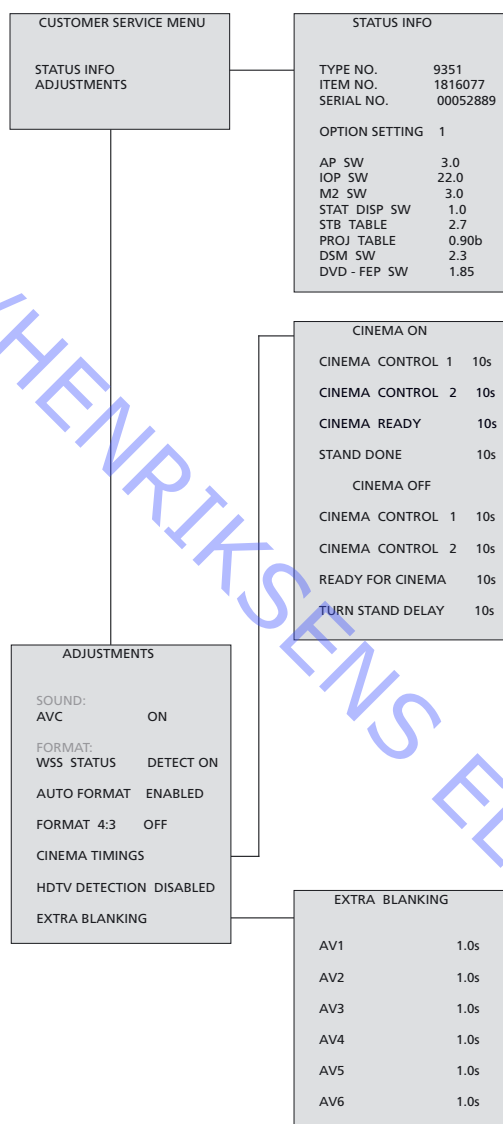 CUSTOMER SERVICE MENU
STATUS INFO
ADJUSTMENTS
STATUS INFO
TYPE NO. 9351
ITEM NO. 1816077
SERIAL NO. 00052889
OPTION SETTING 1
AP SW 3.0
IOP SW 22.0
M2 SW 3.0
STAT DISP SW 1.0
STB TABLE 2.7
PROJ TABLE 0.90b
DSM SW 2.3
DVD - FEP SW 1.85
CINEMA ON
CINEMA CONTROL 1 10s
CINEMA CONTROL 2 10s
CINEMA READY 10s
STAND DONE 10s
CINEMA OFF
CINEMA CONTROL 1 10s
CINEMA CONTROL 2 10s
READY FOR CINEMA 10s
TURN STAND DELAY 10s
ADJUSTMENTS
SOUND:
AVC ON
FORMAT:
WSS STATUS DETECT ON
AUTO FORMAT ENABLED
FORMAT 4:3 OFF
CINEMA TIMINGS
HDTV DETECTION DISABLED
EXTRA BLANKING
EXTRA BLANKING
AV1 1.0s
AV2 1.0s
AV3 1.0s
AV4 1.0s
AV5 1.0s
AV6 1.0s
HENRIKSENS